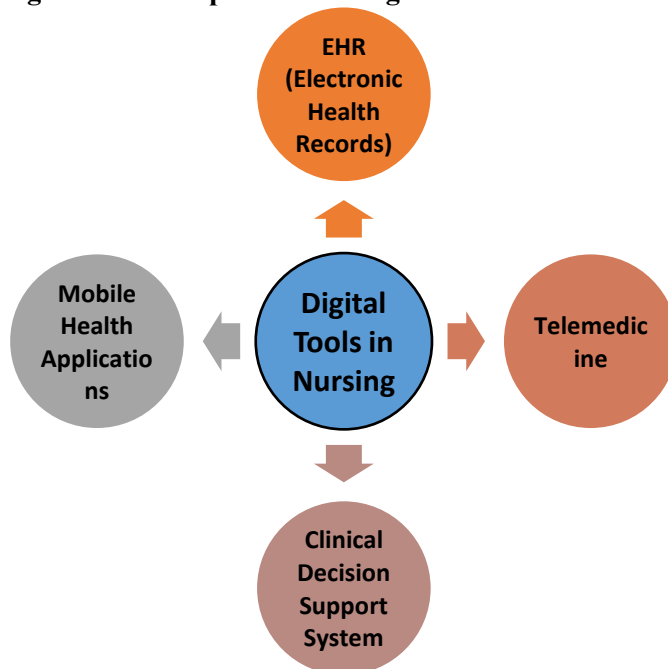 EHR
(Electronic
Health
Records)
Mobile
Health
Applicatio
ns
Digital
Tools in
Nursing
Telemedic
ine
Clinical
Decision
Support
System